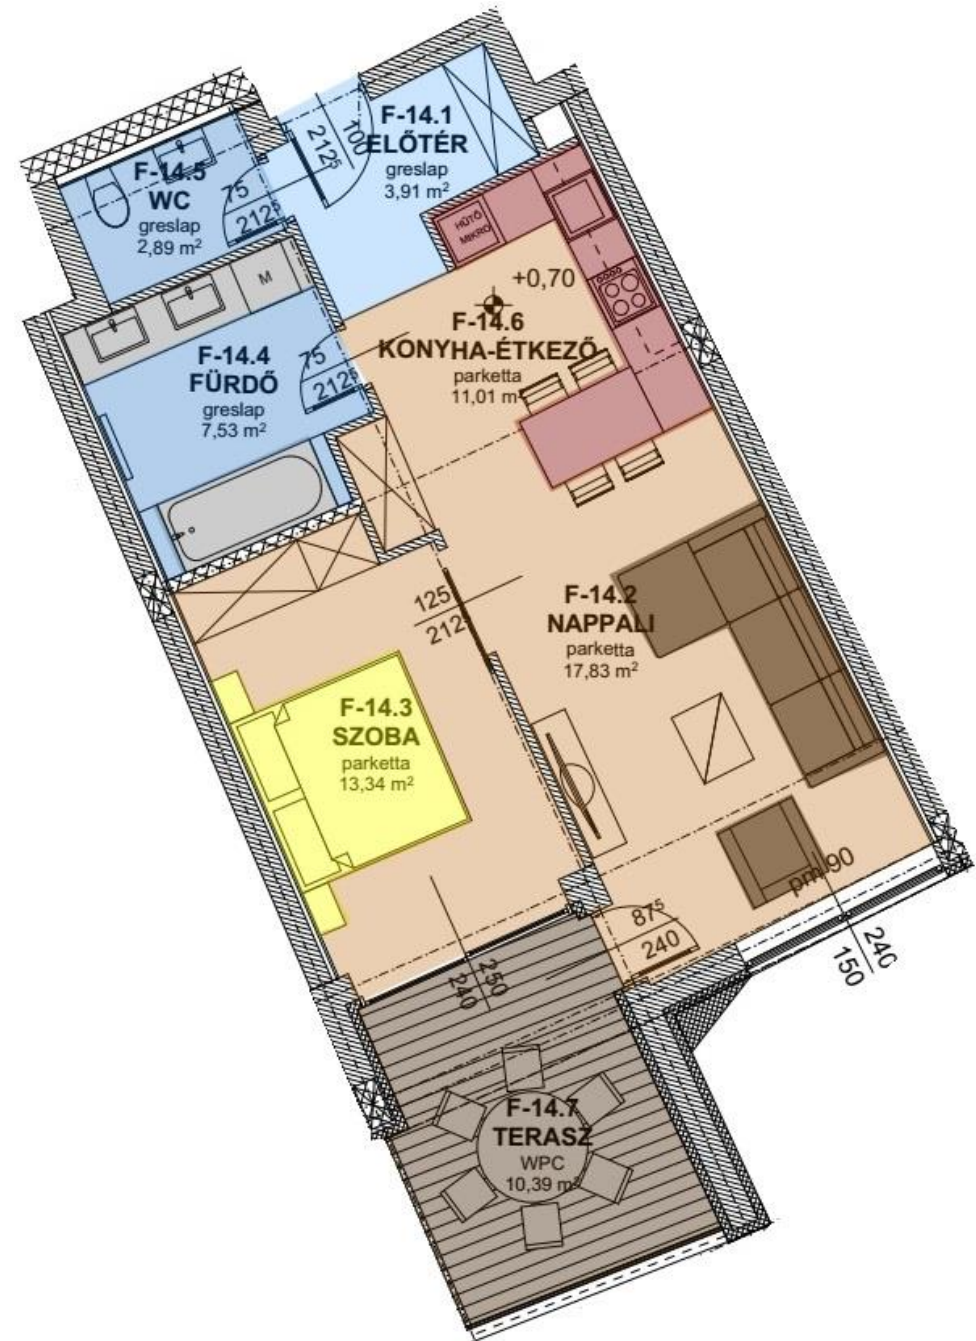 F-14.1
ELŐTÉR
greslap
3,91 m²
100
212⁵
F-14.5
WC
greslap
2,89 m²
75
212⁵
HŰTŐ
MIKRÓ
M
+0,70
F-14.6
KONYHA-ÉTKEZŐ
parketta
11,01 m²
F-14.4
FÜRDŐ
greslap
7,53 m²
75
212⁵
125
212⁵
F-14.2
NAPPALI
parketta
17,83 m²
F-14.3
SZOBA
parketta
13,34 m²
pm.90
87⁵
240
240
150
250
240
F-14.7
TERASZ
WPC
10,39 m²